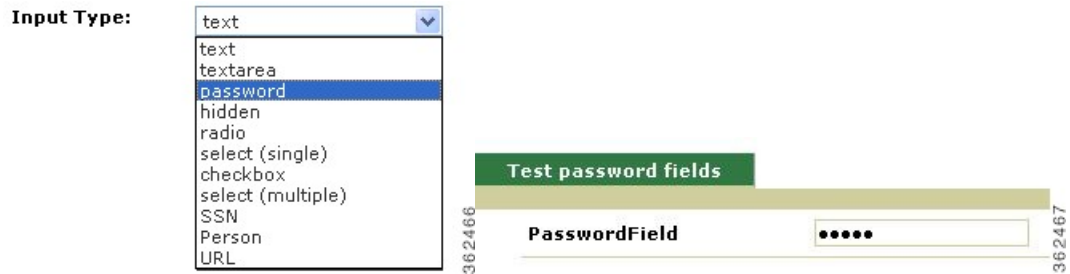 Input Type:
text
text
textarea
password
hidden
radio
select (single)
checkbox
select (multiple)
SSN
Person
URL
362466
Test password fields
PasswordField
•••••
362467